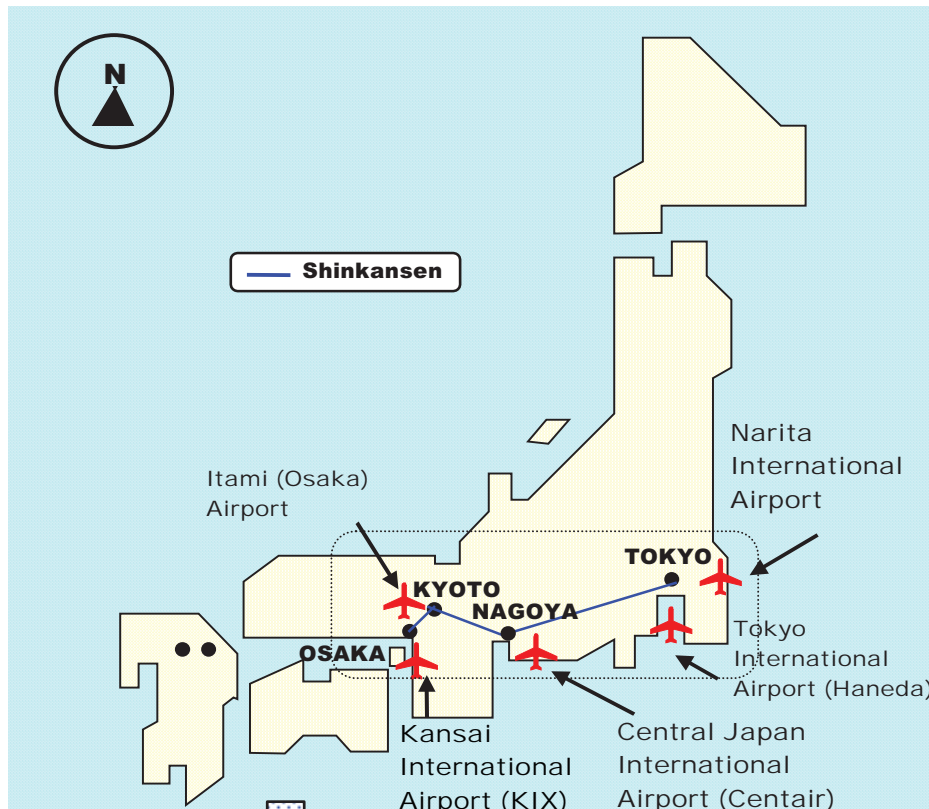 N
Shinkansen
Narita
International
Airport
Itami (Osaka)
Airport
TOKYO
KYOTO
NAGOYA
OSAKA
Tokyo
International
Airport (Haneda)
Kansai
International
Airport (KIX)
Central Japan
International
Airport (Centair)